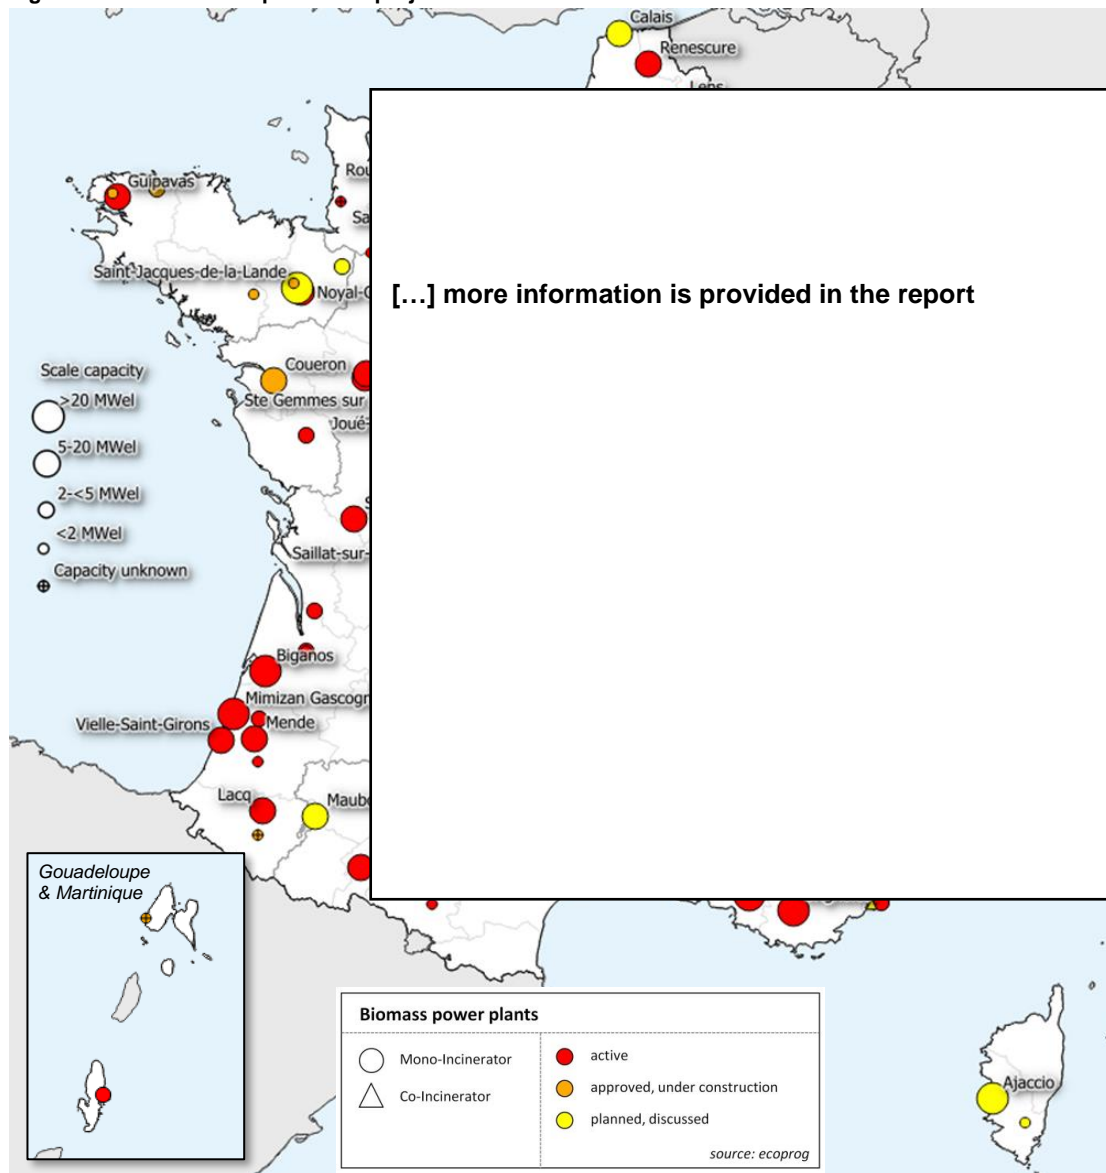 Calais
Renescure
Lens
Guipavas
Saint-Jacques-de-la-Lande
Coueron
Ste Gemmes sur
Scale capacity
>20 MWel
5-20 MWel
2-<5 MWel
<2 MWel
Capacity unknown
[…] more information is provided in the report
Saillat-sur-
Biganos
Mimizan Gascogn
Vielle-Saint-Girons
Mende
Lacq
Gouadeloupe
& Martinique
Biomass power plants
Mono-Incinerator
Co-Incinerator
active
approved, under construction
planned, discussed
source: ecoprog
Ajaccio